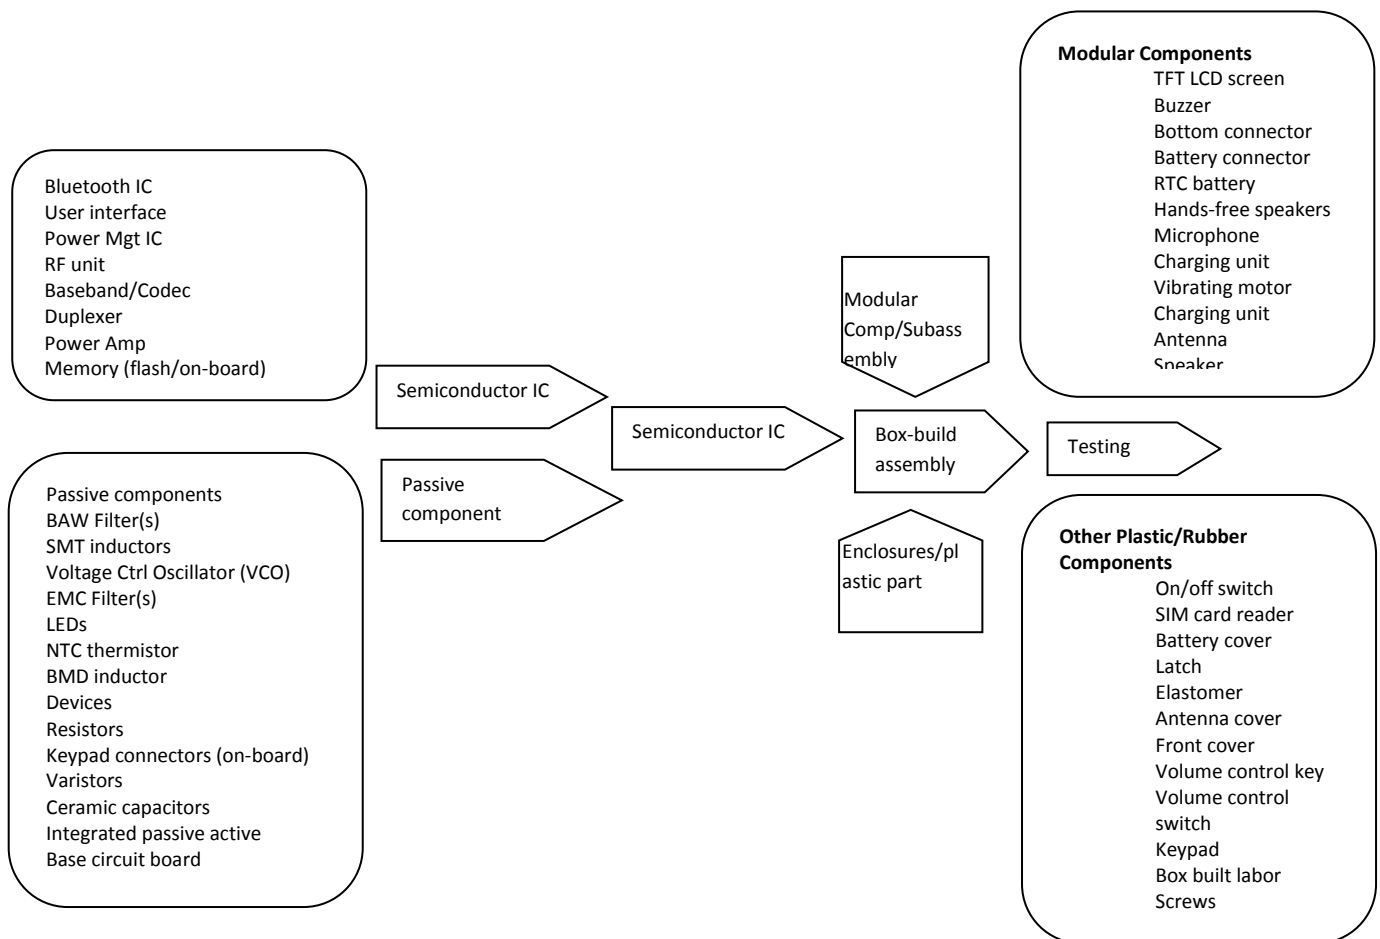 Bluetooth IC
User interface
Power Mgt IC
RF unit
Baseband/Codec
Duplexer
Power Amp
Memory (flash/on-board)
Passive components
BAW Filter(s)
SMT inductors
Voltage Ctrl Oscillator (VCO)
EMC Filter(s)
LEDs
NTC thermistor
BMD inductor
Devices
Resistors
Keypad connectors (on-board)
Varistors
Ceramic capacitors
Integrated passive active
Base circuit board
Semiconductor IC
Passive
component
Semiconductor IC
Modular
Comp/Subass
embly
Box-build
assembly
Enclosures/pl
astic part
Testing
Modular Components
TFT LCD screen
Buzzer
Bottom connector
Battery connector
RTC battery
Hands-free speakers
Microphone
Charging unit
Vibrating motor
Charging unit
Antenna
Speaker
Other Plastic/Rubber
Components
On/off switch
SIM card reader
Battery cover
Latch
Elastomer
Antenna cover
Front cover
Volume control key
Volume control
switch
Keypad
Box built labor
Screws